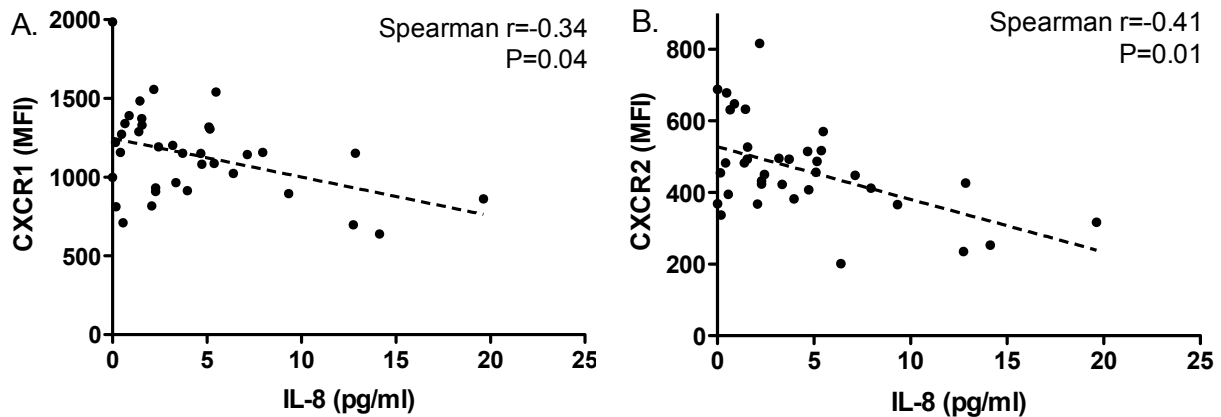 A.
Spearman r=-0.34
P=0.04
CXCR1 (MFI)
2000
1500
1000
500
0
0 5 10 15 20 25
IL-8 (pg/ml)
B.
Spearman r=-0.41
P=0.01
CXCR2 (MFI)
800
600
400
200
0
0 5 10 15 20 25
IL-8 (pg/ml)